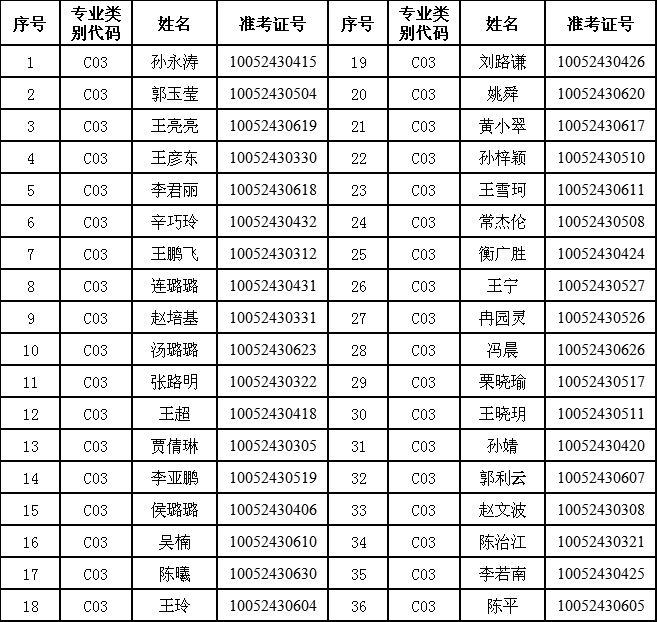 序号 专业类别代码 姓名 准考证号 序号 专业类别代码 姓名 准考证号
1 C03 孙永涛 10052430415 19 C03 刘路谦 10052430426
2 C03 郭玉莹 10052430504 20 C03 姚舜 10052430620
3 C03 王亮亮 10052430619 21 C03 黄小翠 10052430617
4 C03 王彦东 10052430330 22 C03 孙梓颖 10052430510
5 C03 李君丽 10052430618 23 C03 王雪珂 10052430611
6 C03 辛巧玲 10052430432 24 C03 常杰伦 10052430508
7 C03 王鹏飞 10052430312 25 C03 衡广胜 10052430424
8 C03 连璐璐 10052430431 26 C03 王宁 10052430527
9 C03 赵培基 10052430331 27 C03 冉园灵 10052430526
10 C03 汤璐璐 10052430623 28 C03 冯晨 10052430626
11 C03 张路明 10052430322 29 C03 栗晓瑜 10052430517
12 C03 王超 10052430418 30 C03 王晓玥 10052430511
13 C03 贾倩琳 10052430305 31 C03 孙婧 10052430420
14 C03 李亚鹏 10052430519 32 C03 郭利云 10052430607
15 C03 侯璐璐 10052430406 33 C03 赵文波 10052430308
16 C03 吴楠 10052430610 34 C03 陈治江 10052430321
17 C03 陈曦 10052430630 35 C03 李若南 10052430425
18 C03 王玲 10052430604 36 C03 陈平 10052430605